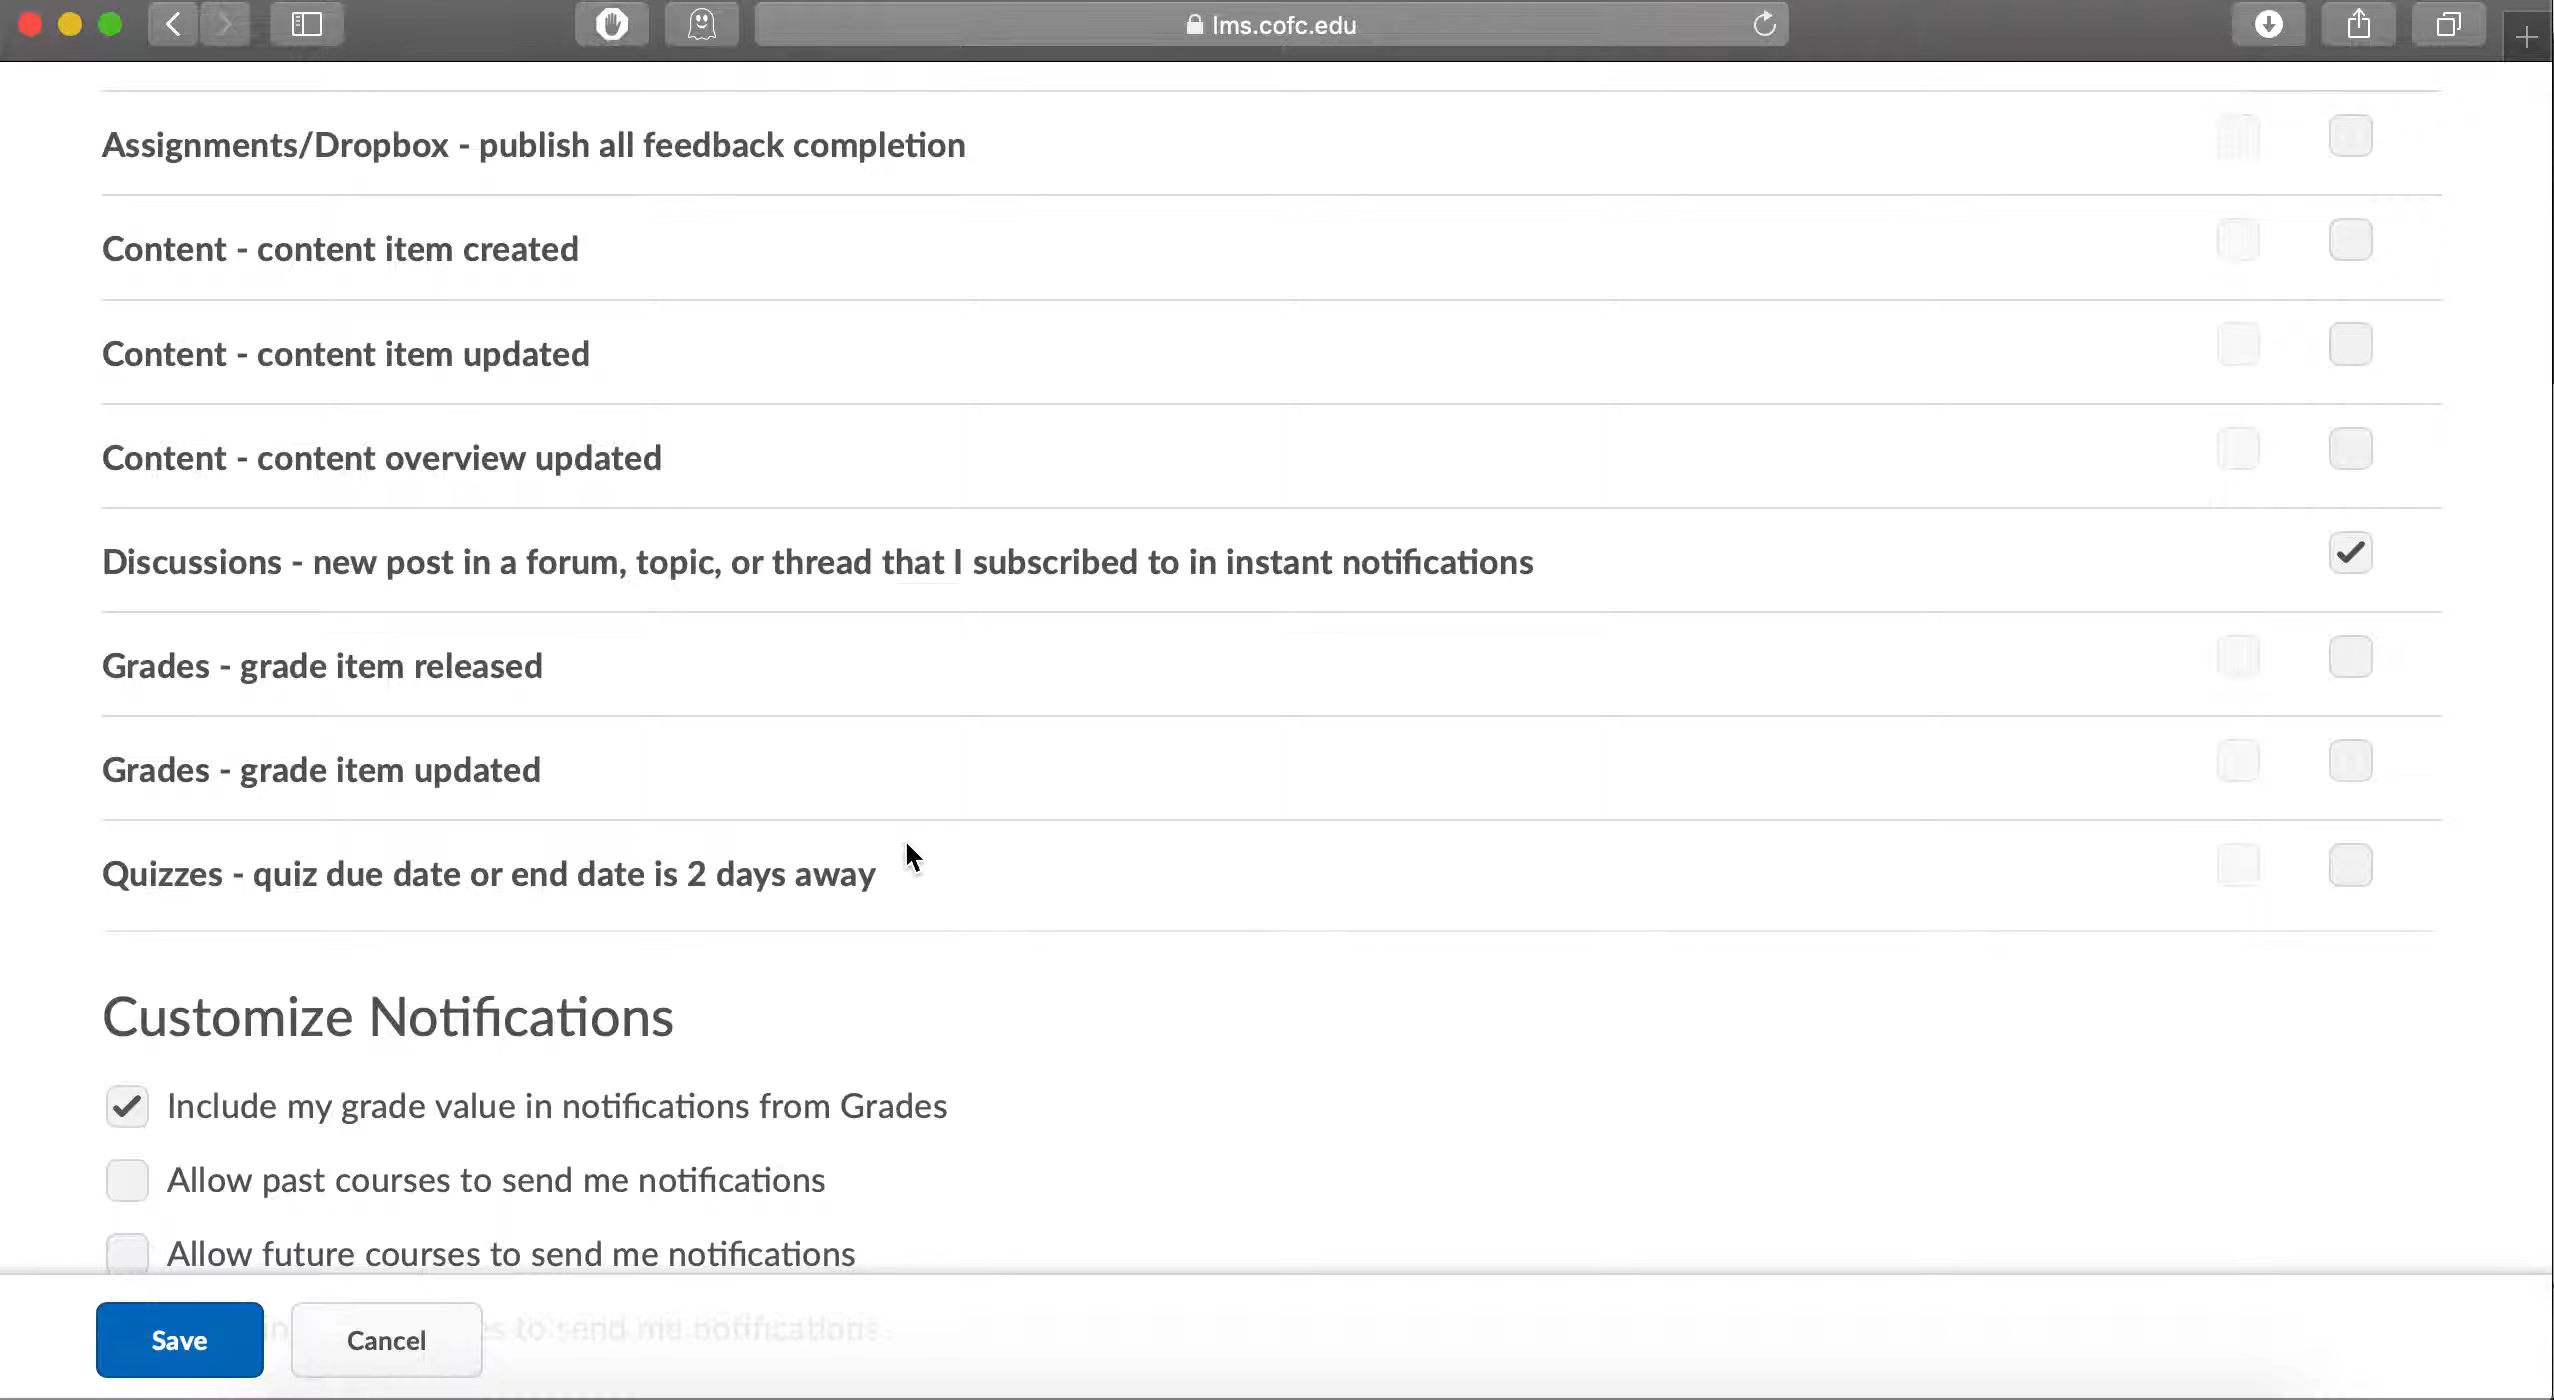 lms.cofc.edu
Assignments/Dropbox - publish all feedback completion
Content - content item created
Content - content item updated
Content - content overview updated
Discussions - new post in a forum, topic, or thread that I subscribed to in instant notifications
Grades - grade item released
Grades - grade item updated
Quizzes - quiz due date or end date is 2 days away
Customize Notifications
Include my grade value in notifications from Grades
Allow past courses to send me notifications
Allow future courses to send me notifications
to send me notifications
Save
Cancel